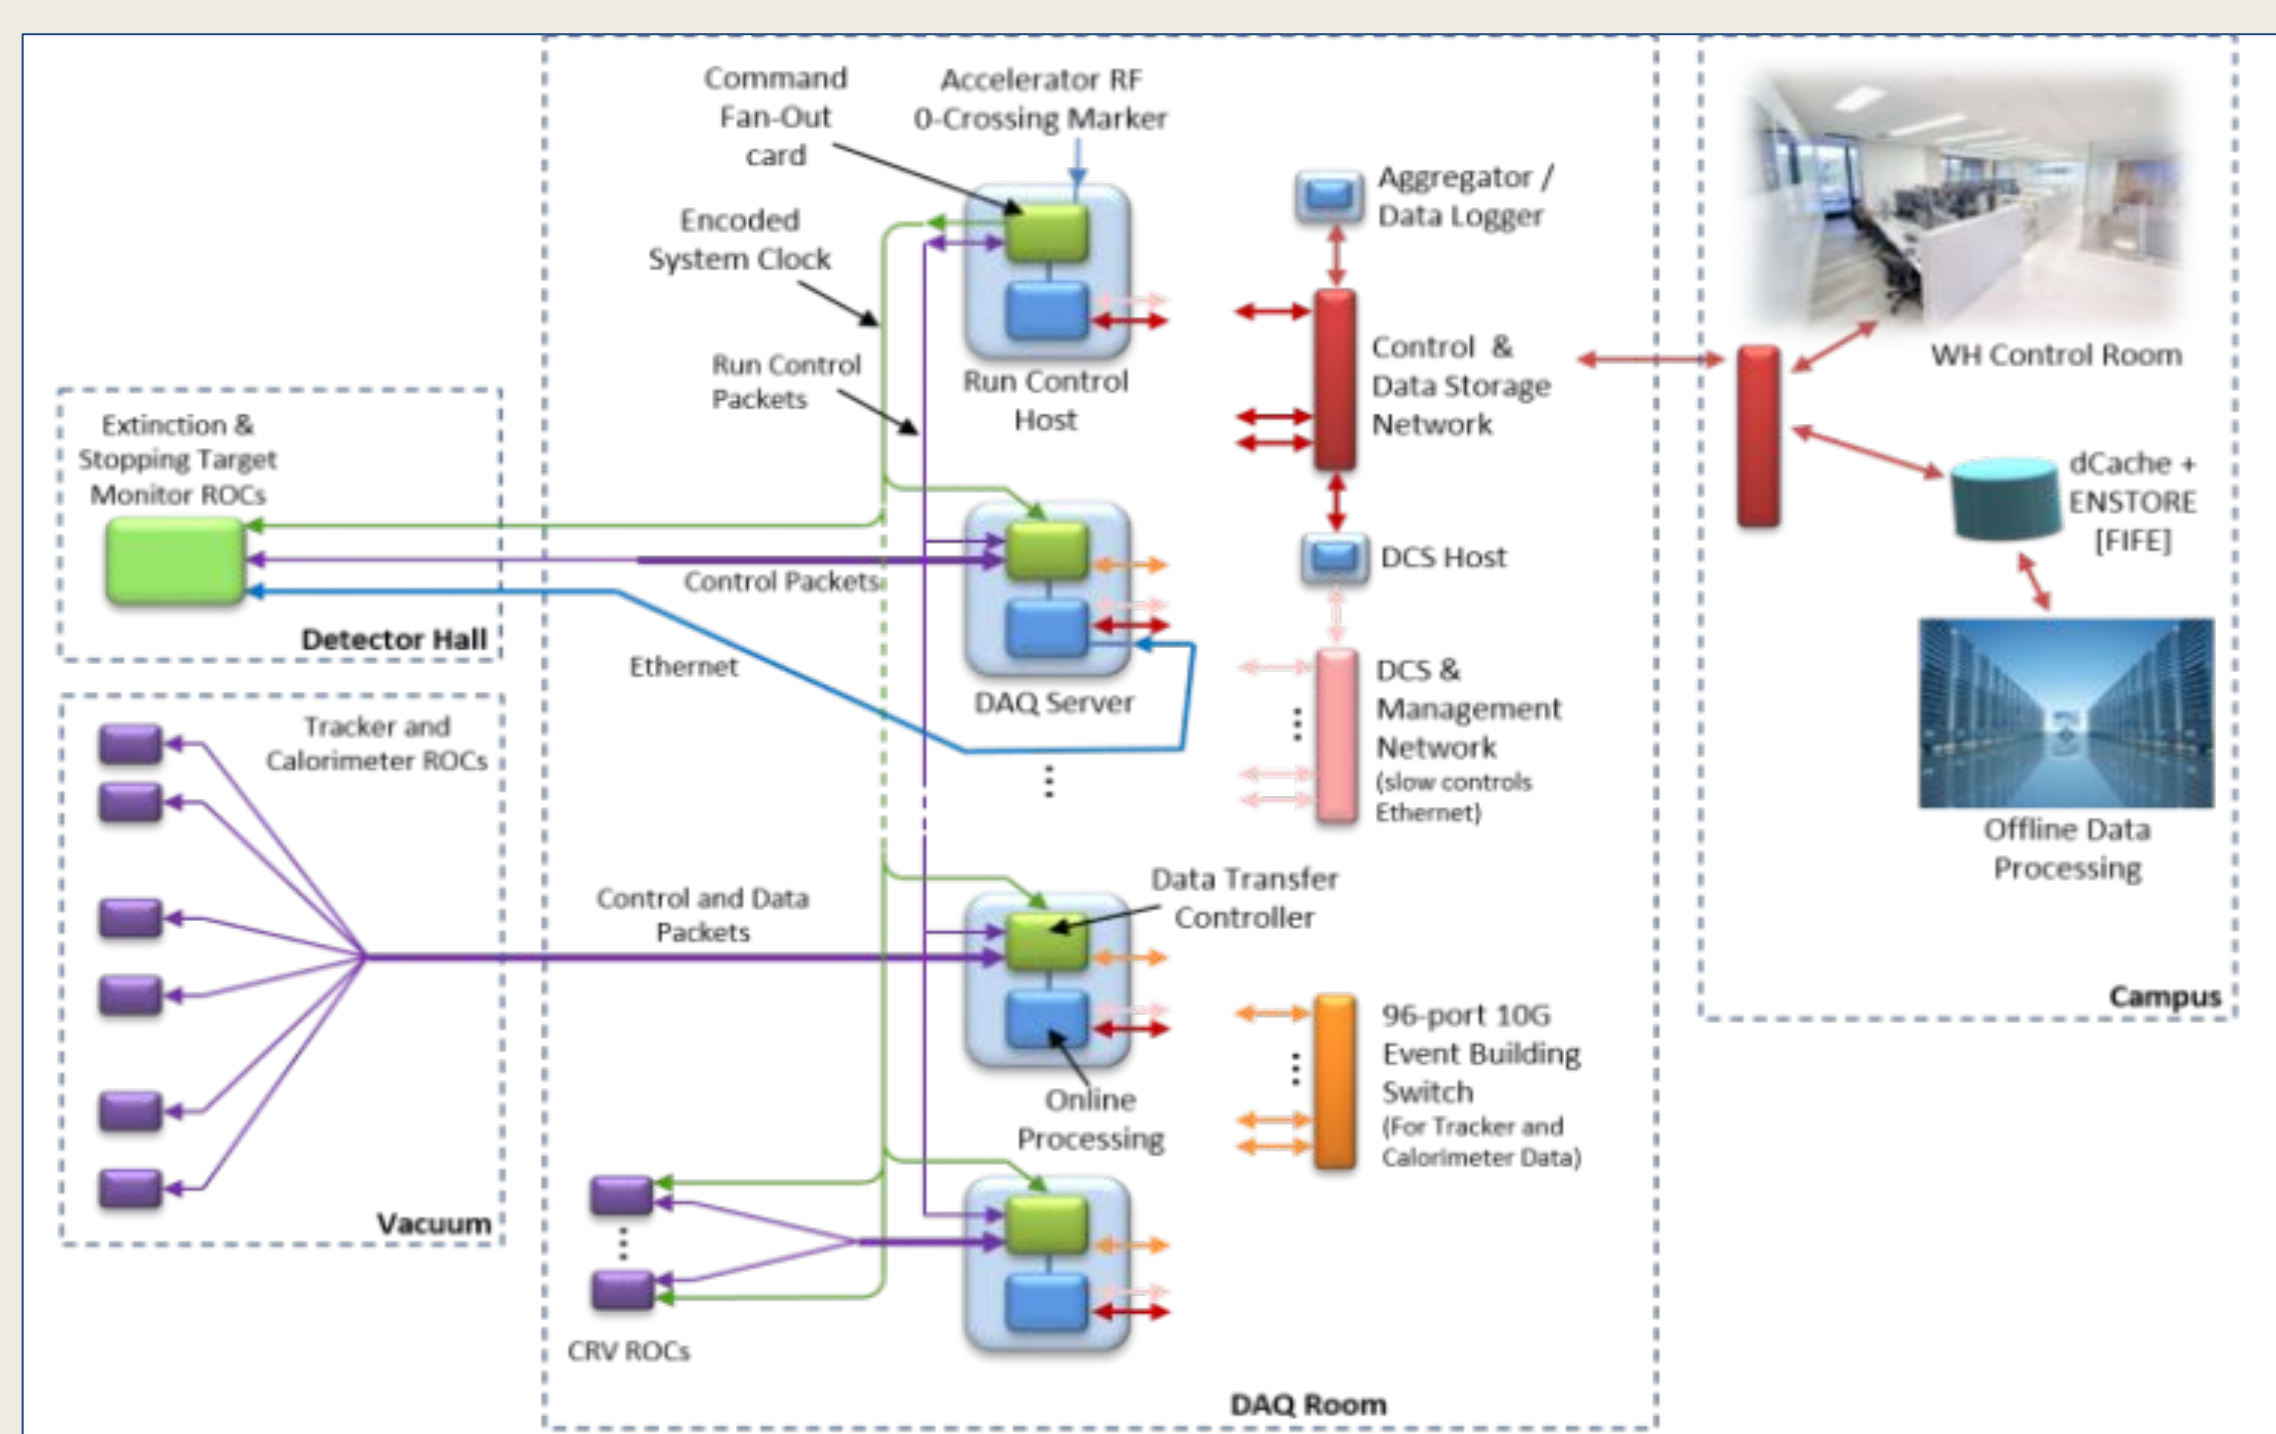 Command
Fan-Out
card
Accelerator RF
0-Crossing Marker
Encoded
System Clock
Run Control
Packets
Run Control
Host
Aggregator /
Data Logger
Control &
Data Storage
Network
WH Control Room
dCache +
ENSTORE
[FIFE]
Offline Data
Processing
Campus
Extinction &
Stopping Target
Monitor ROCs
Detector Hall
Control Packets
Ethernet
DAQ Server
DCS Host
DCS &
Management
Network
(slow controls
Ethernet)
Tracker and
Calorimeter ROCs
Vacuum
Control and Data
Packets
Data Transfer
Controller
Online
Processing
96-port 10G
Event Building
Switch
(For Tracker and
Calorimeter Data)
CRV ROCs
DAQ Room